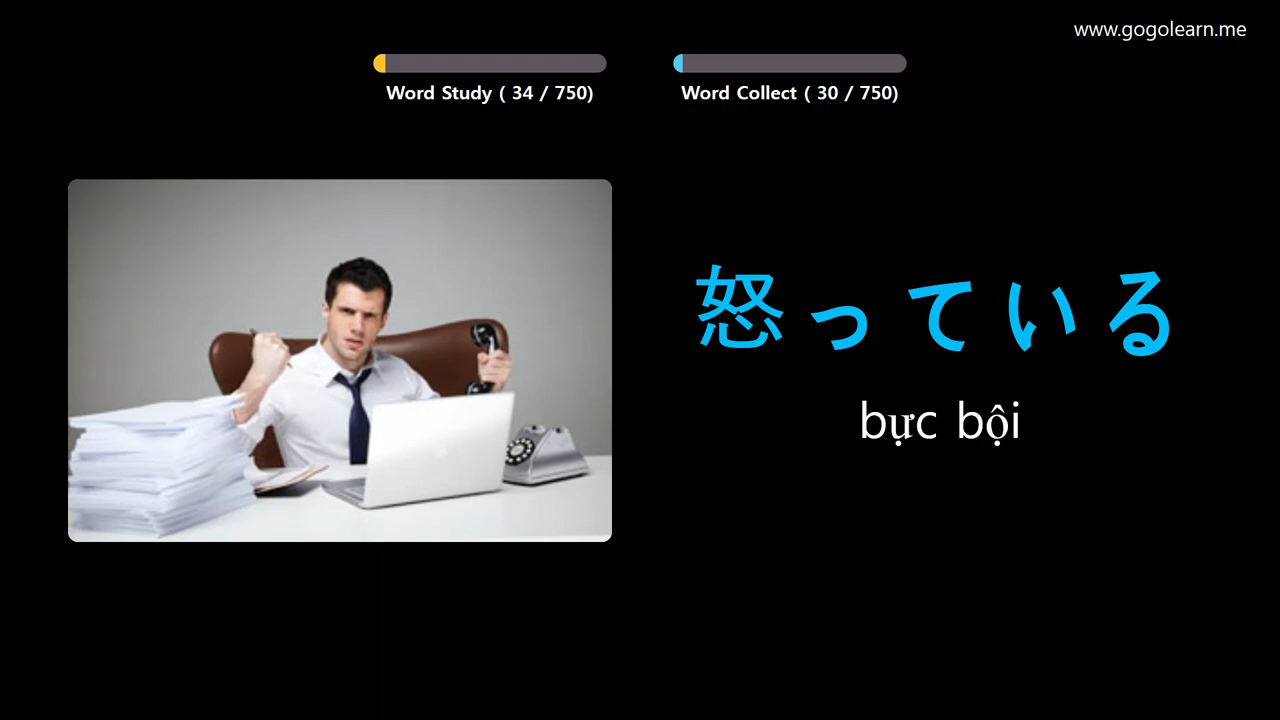 www.gogolearn.me
Word Study ( 34 / 750)
Word Collect ( 30 / 750)
怒っている
bực bội